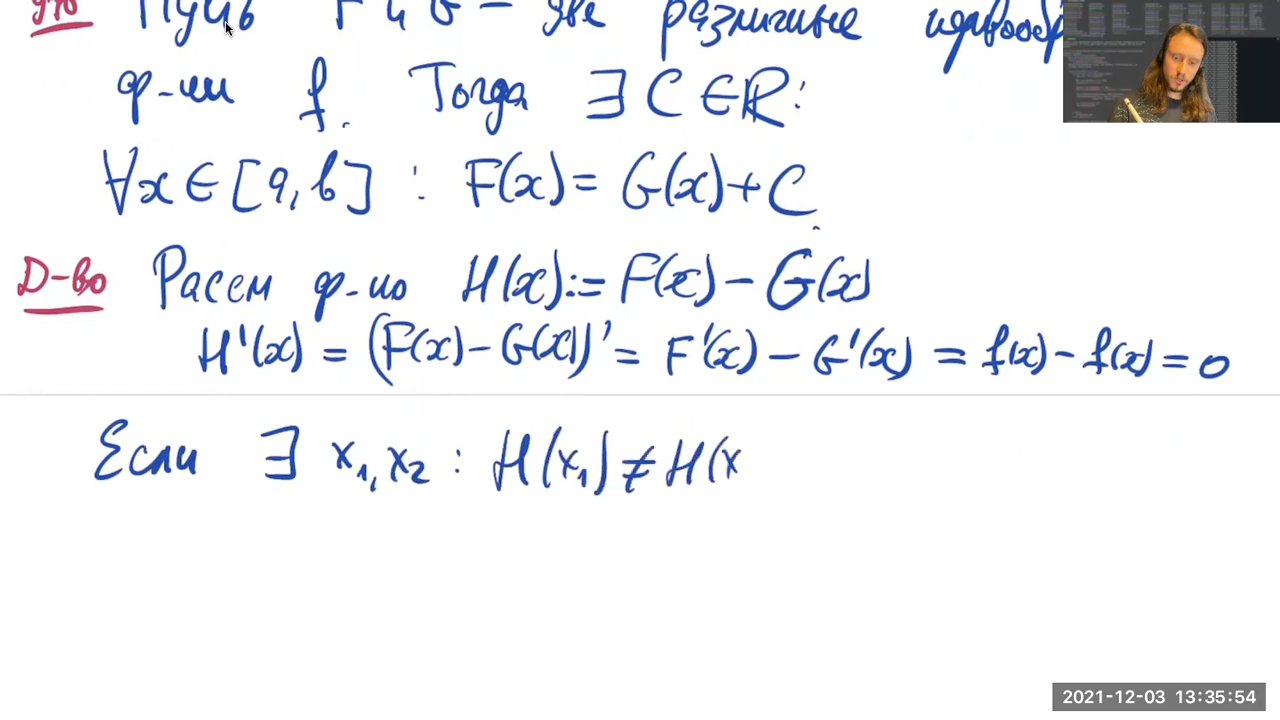 Утв Пусть F и G — две различные первообр
ф-ии f. Тогда ∃ C ∈ ℝ:
∀x ∈ [a, b] : F(x) = G(x) + C.
Д-во Рассм ф-ю H(x) := F(x) - G(x)
H'(x) = (F(x) - G(x))' = F'(x) - G'(x) = f(x) - f(x) = 0
Если ∃ x₁, x₂ : H(x₁) ≠ H(x
2021-12-03 13:35:54